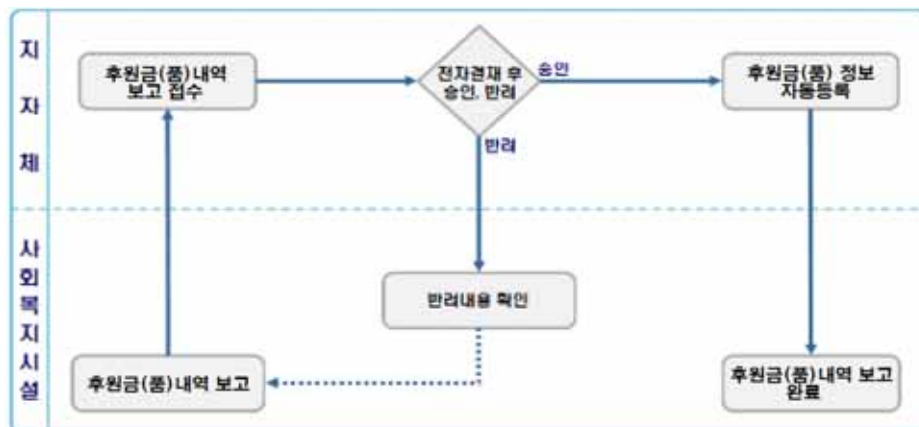 지자체
후원금(품)내역
보고 접수
전자결재 후
승인, 반려
승인
후원금(품) 정보
자동등록
반려
사회복지시설
반려내용 확인
후원금(품)내역 보고
후원금(품)내역 보고
완료